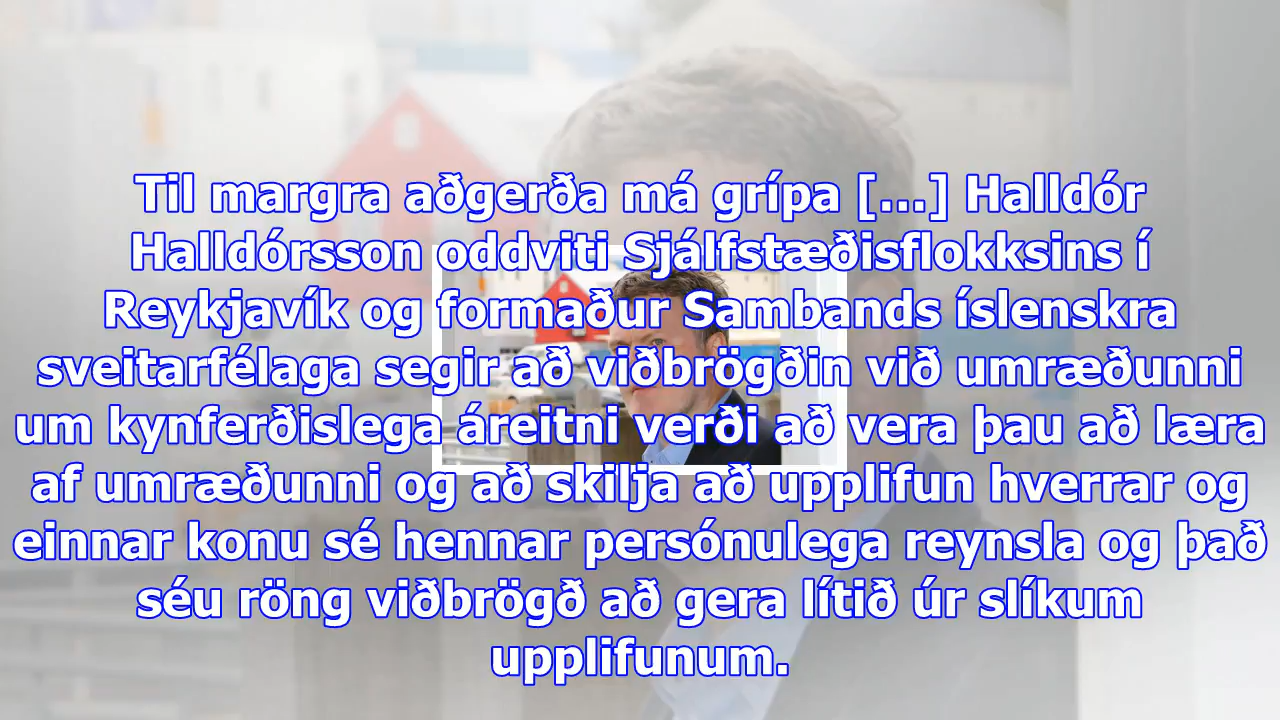 Til margra aðgerða má grípa [...] Halldór
Halldórsson oddviti Sjálfstæðisflokksins í
Reykjavík og formaður Sambands íslenskra
sveitarfélaga segir að viðbrögðin við umræðunni
um kynferðislega áreitni verði að vera þau að læra
af umræðunni og að skilja að upplifun hverrar og
einnar konu sé hennar persónulega reynsla og það
séu röng viðbrögð að gera lítið úr slíkum
upplifunum.